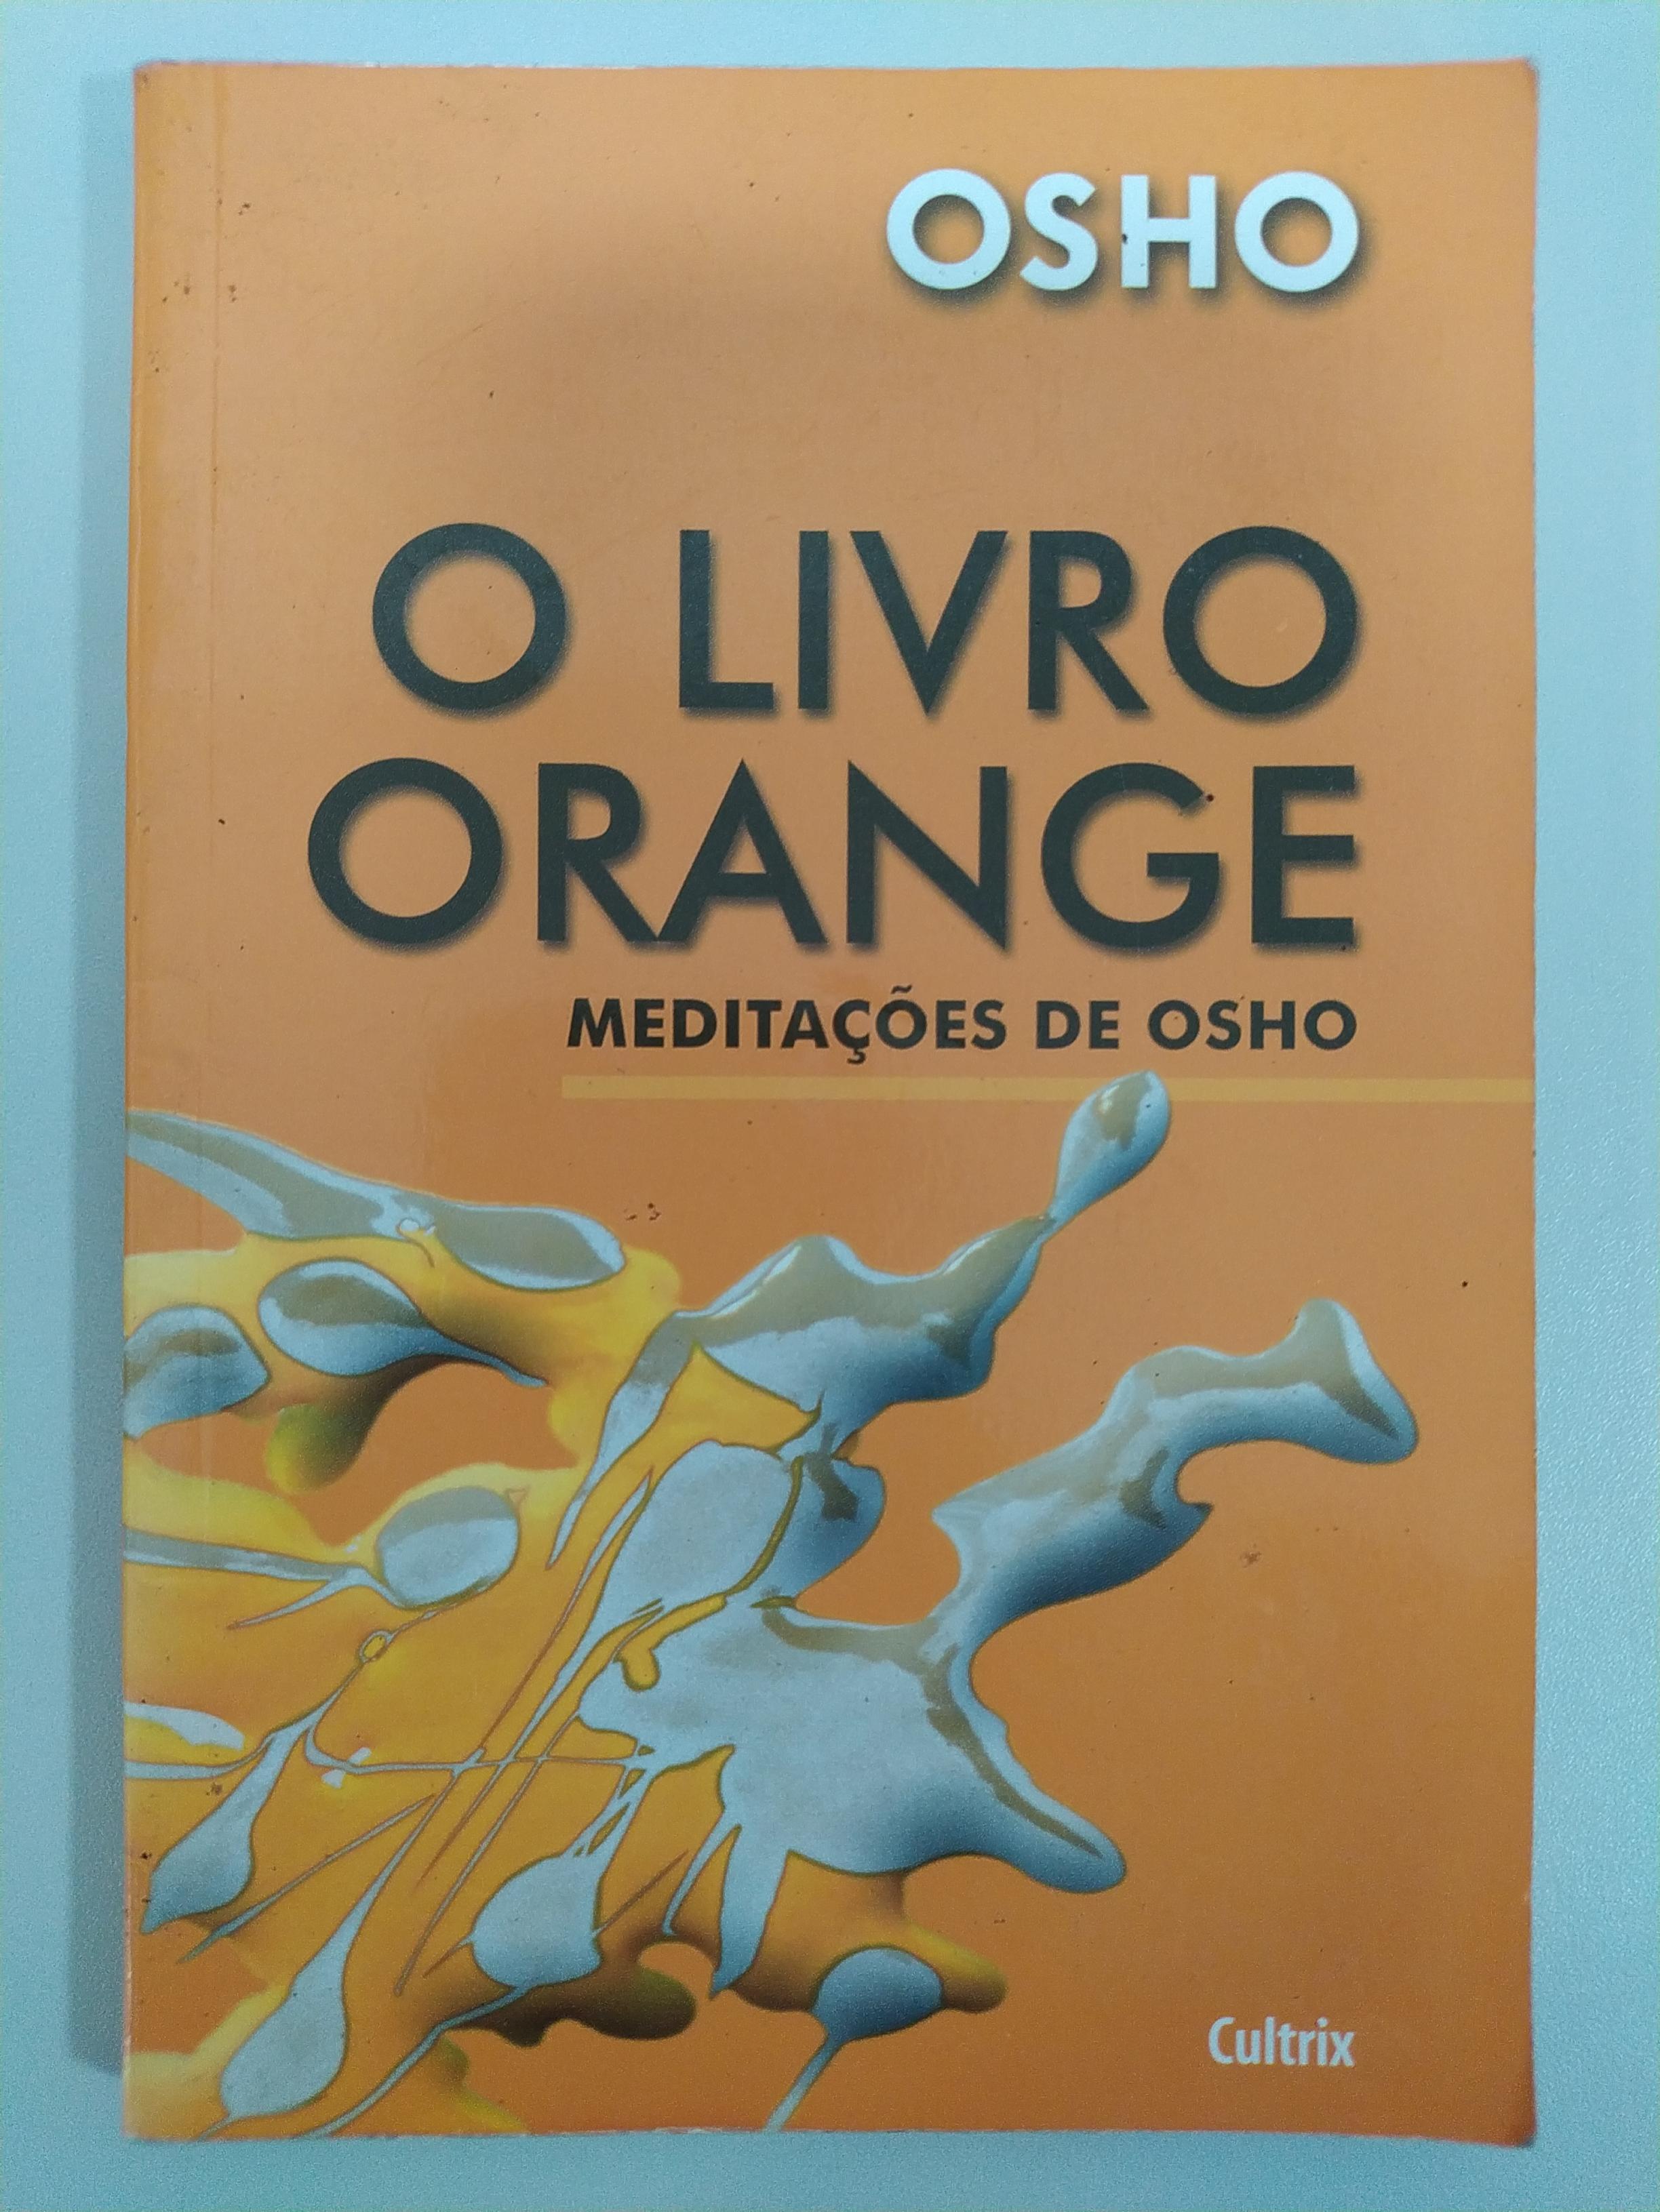 OSHO
O LIVRO
ORANGE
MEDITAÇÕES DE OSHO
Cultrix